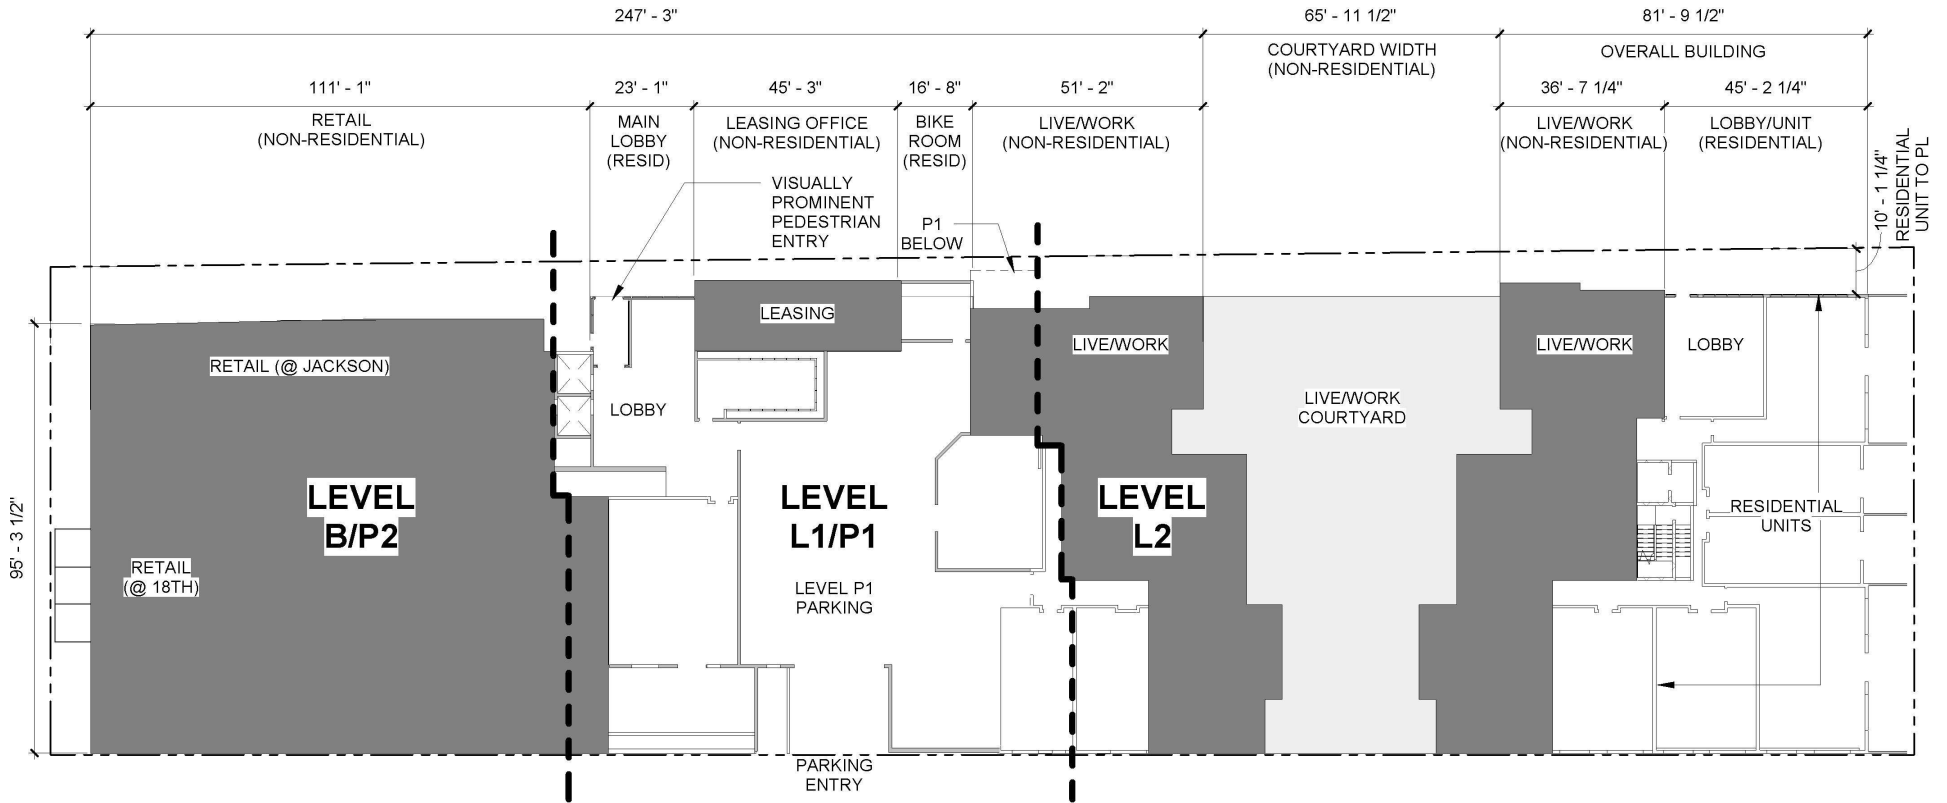 247' - 3"
65' - 11 1/2"
81' - 9 1/2"
COURTYARD WIDTH
(NON-RESIDENTIAL)
OVERALL BUILDING
111' - 1"
23' - 1"
45' - 3"
16' - 8"
51' - 2"
36' - 7 1/4"
45' - 2 1/4"
RETAIL
(NON-RESIDENTIAL)
MAIN
LOBBY
(RESID)
LEASING OFFICE
(NON-RESIDENTIAL)
BIKE
ROOM
(RESID)
LIVE/WORK
(NON-RESIDENTIAL)
LIVE/WORK
(NON-RESIDENTIAL)
LOBBY/UNIT
(RESIDENTIAL)
10' - 1 1/4"
RESIDENTIAL
UNIT TO PL
VISUALLY
PROMINENT
PEDESTRIAN
ENTRY
P1
BELOW
LEASING
RETAIL (@ JACKSON)
LIVE/WORK
LIVE/WORK
LOBBY
LOBBY
LIVE/WORK
COURTYARD
LEVEL
B/P2
LEVEL
L1/P1
LEVEL
L2
RESIDENTIAL
UNITS
95' - 3 1/2"
RETAIL
(@ 18TH)
LEVEL P1
PARKING
PARKING
ENTRY